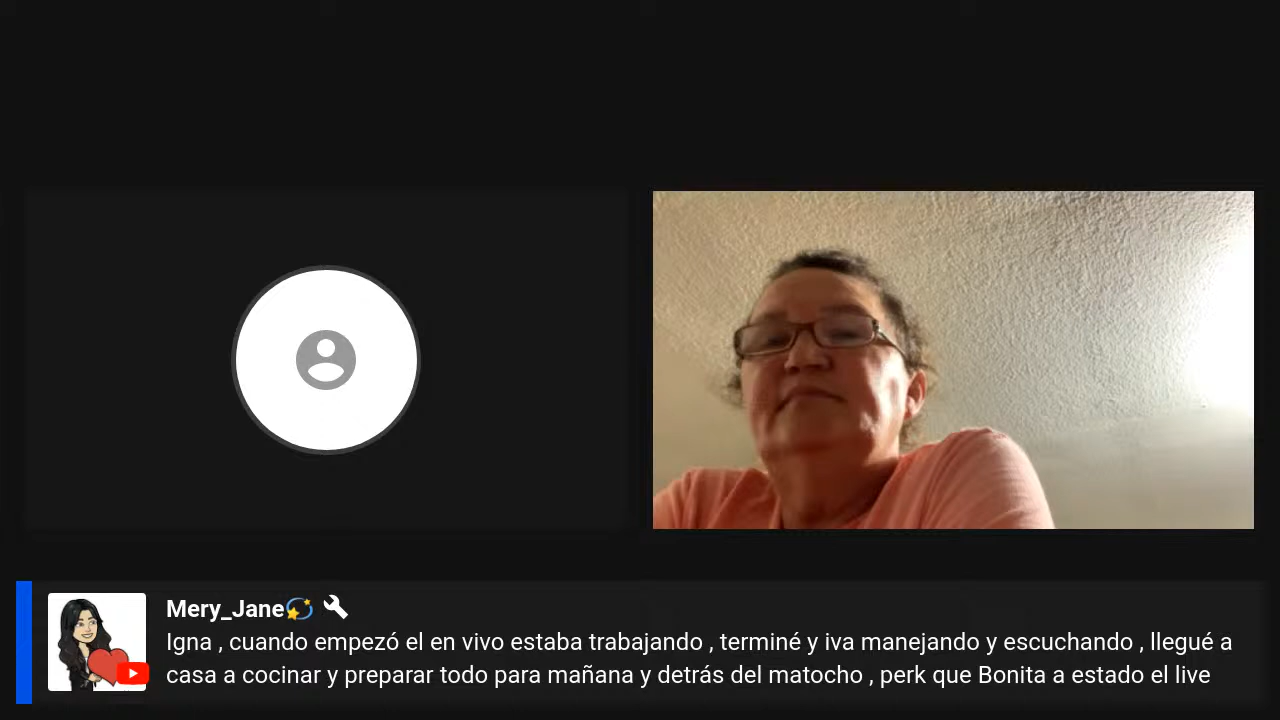 Mery_Jane💫
Igna , cuando empezó el en vivo estaba trabajando , terminé y iva manejando y escuchando , llegué a
casa a cocinar y preparar todo para mañana y detrás del matocho , perk que Bonita a estado el live